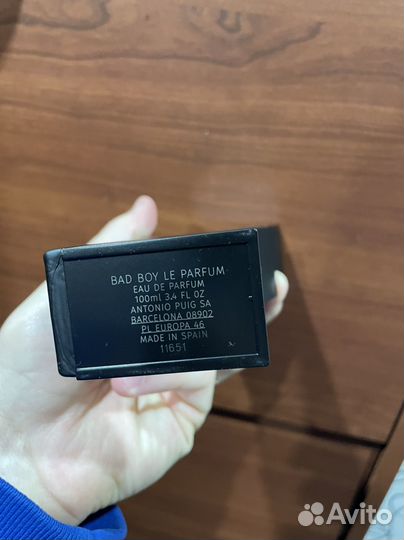 BAD BOY LE PARFUM
EAU DE PARFUM
100ml 3.4 FL OZ
ANTONIO PUIG SA
BARCELONA 08902
PL EUROPA 46
MADE IN SPAIN
11651
Avito